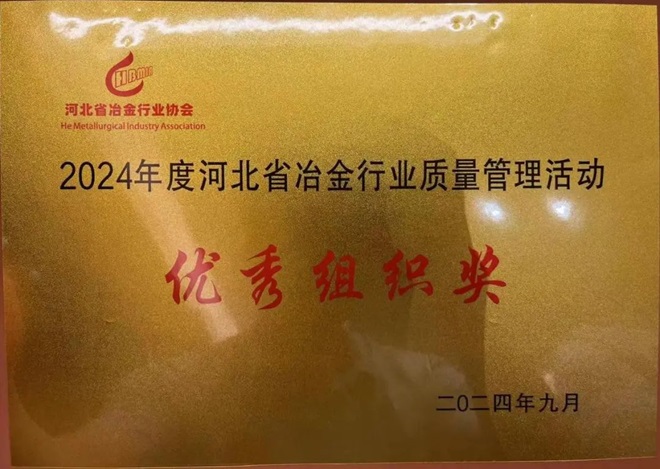 HBMIA
河北省冶金行业协会
He Metallurgical Industry Association
2024年度河北省冶金行业质量管理活动
优秀组织奖
二〇二四年九月